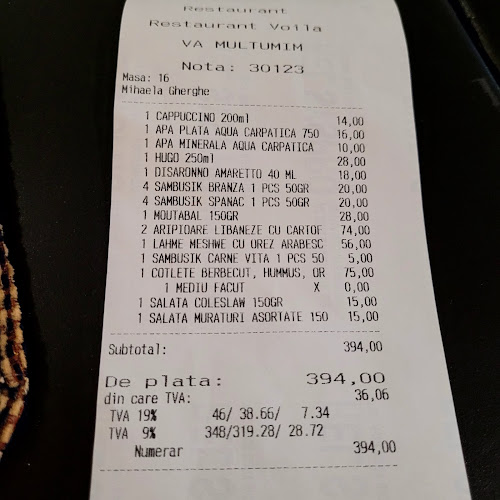 Restaurant
Restaurant Voila
VA MULTUMIM
Nota: 30123
Masa: 16
Mihaela Gherghe
1 CAPPUCCINO 200ml 14,00
1 APA PLATA AQUA CARPATICA 750 16,00
1 APA MINERALA AQUA CARPATICA 10,00
1 HUGO 250ml 28,00
1 DISARONNO AMARETTO 40 ML 18,00
4 SAMBUSIK BRANZA 1 PCS 50GR 20,00
4 SAMBUSIK SPANAC 1 PCS 50GR 20,00
1 MOUTABAL 150GR 28,00
2 ARIPIOARE LIBANEZE CU CARTOF 74,00
1 LAHME MESHWE CU OREZ ARABESC 56,00
1 SAMBUSIK CARNE VITA 1 PCS 50 5,00
1 COTLETE BERBECUT, HUMMUS, OR 75,00
1 MEDIU FACUT X 0,00
1 SALATA COLESLAW 150GR 15,00
1 SALATA MURATURI ASORTATE 150 15,00
Subtotal: 394,00
De plata: 394,00
din care TVA: 36,06
TVA 19% 46/ 38.66/ 7.34
TVA 9% 348/319.28/ 28.72
Numerar 394,00